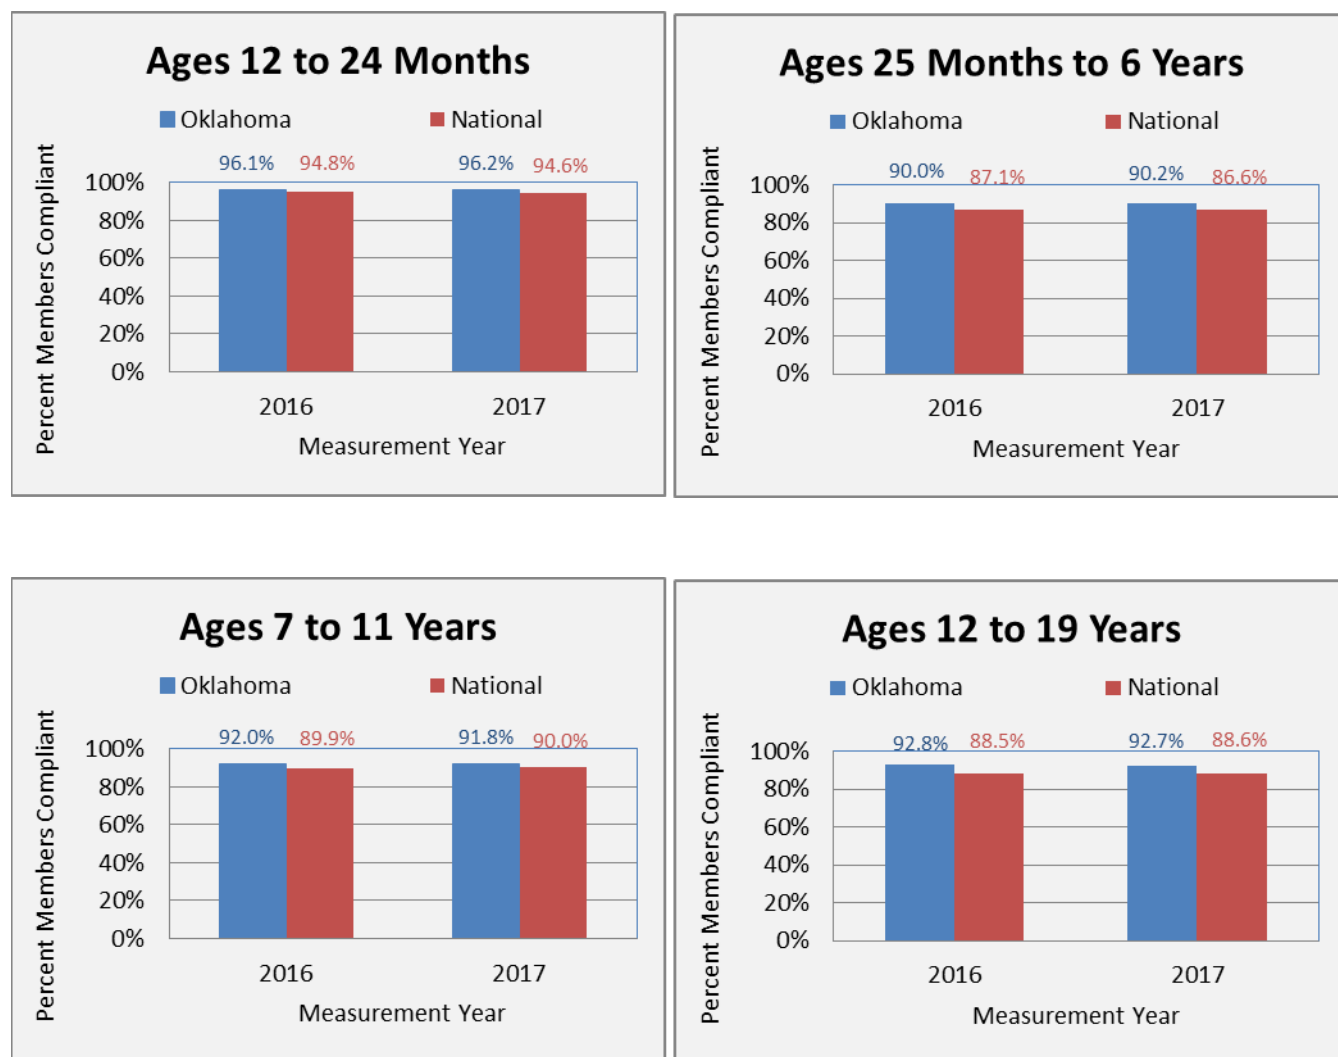 Ages 12 to 24 Months
Oklahoma National
96.1% 94.8% 96.2% 94.6%
Percent Members Compliant
100%
80%
60%
40%
20%
0%
2016 2017
Measurement Year
Ages 25 Months to 6 Years
Oklahoma National
90.0% 87.1% 90.2% 86.6%
Percent Members Compliant
100%
80%
60%
40%
20%
0%
2016 2017
Measurement Year
Ages 7 to 11 Years
Oklahoma National
92.0% 89.9% 91.8% 90.0%
Percent Members Compliant
100%
80%
60%
40%
20%
0%
2016 2017
Measurement Year
Ages 12 to 19 Years
Oklahoma National
92.8% 88.5% 92.7% 88.6%
Percent Members Compliant
100%
80%
60%
40%
20%
0%
2016 2017
Measurement Year